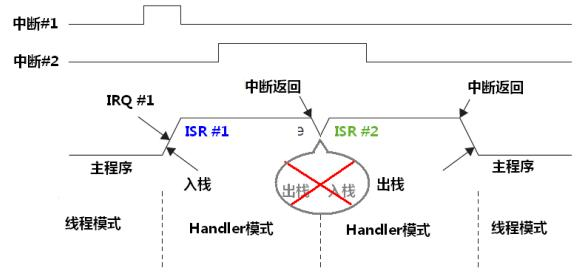 中断#1
中断#2
中断返回
中断返回
IRQ #1
ISR #1
e
ISR #2
主程序
入栈
出栈
入栈
出栈
主程序
线程模式
Handler模式
Handler模式
线程模式